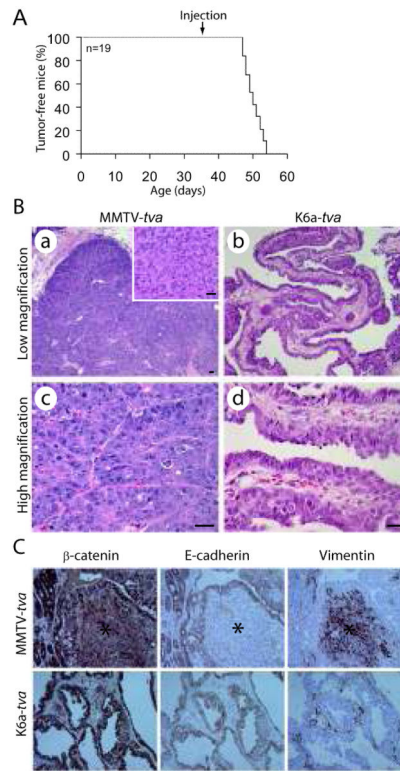 A
Injection
n=19
Tumor-free mice (%)
100
80
60
40
20
0
0 10 20 30 40 50 60
Age (days)
B
MMTV-tva K6a-tva
Low magnification
a b
High magnification
c d
C
β-catenin E-cadherin Vimentin
MMTV-tva
* * *
K6a-tva